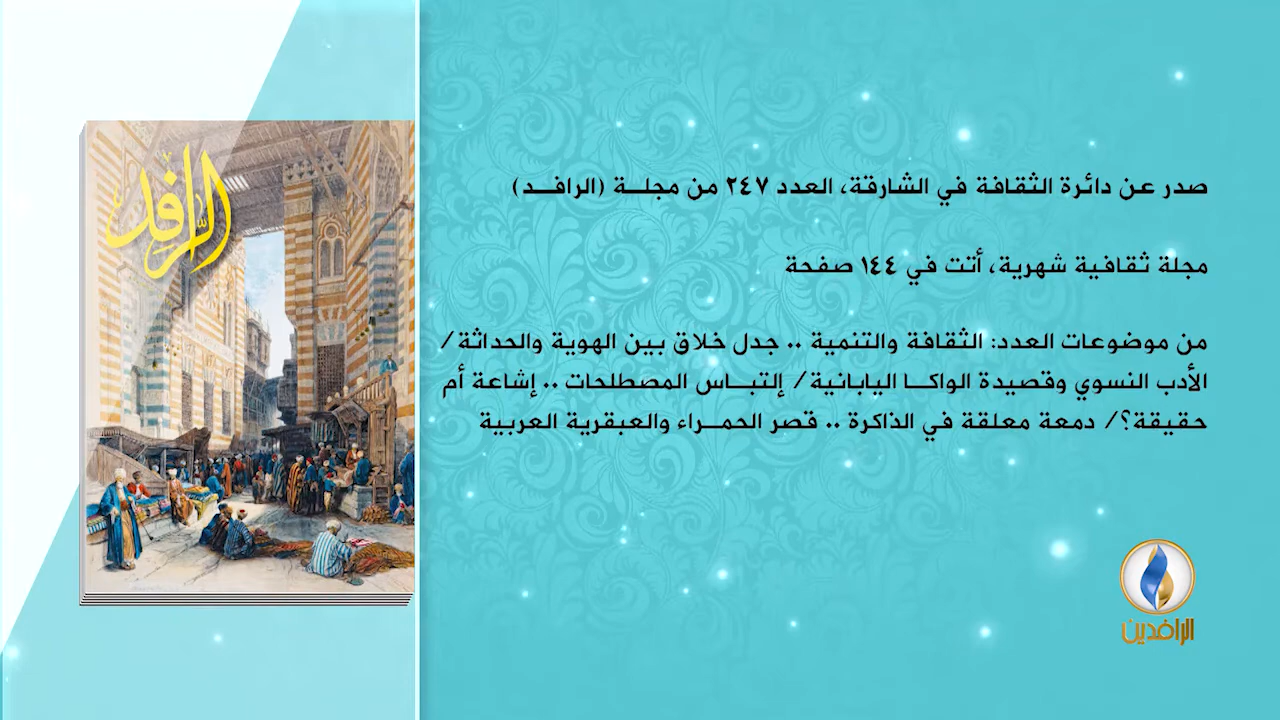 الرافد
صدر عن دائرة الثقافة في الشارقة، العدد ٢٤٧ من مجلــة (الرافــد)
مجلة ثقافية شهرية، أتت في ١٤٤ صفحة
من موضوعات العدد: الثقافة والتنمية .. جدل خلاق بين الهوية والحداثة/
الأدب النسوي وقصيدة الواكــا اليابانية/ إلتبــاس المصطلحات .. إشاعة أم
حقيقة؟/ دمعة معلقة في الذاكرة .. قصر الحمــراء والعبقرية العربية
الرافدين